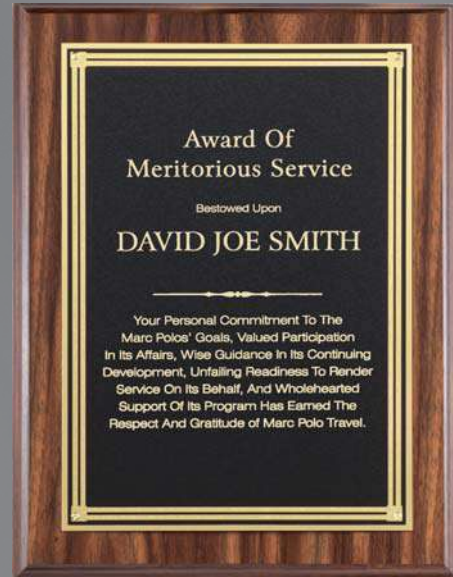 Award Of
Meritorious Service
Bestowed Upon
DAVID JOE SMITH
Your Personal Commitment To The
Marc Polos' Goals, Valued Participation
In Its Affairs, Wise Guidance In Its Continuing
Development, Unfailing Readiness To Render
Service On Its Behalf, And Wholehearted
Support Of Its Program Has Earned The
Respect And Gratitude of Marc Polo Travel.